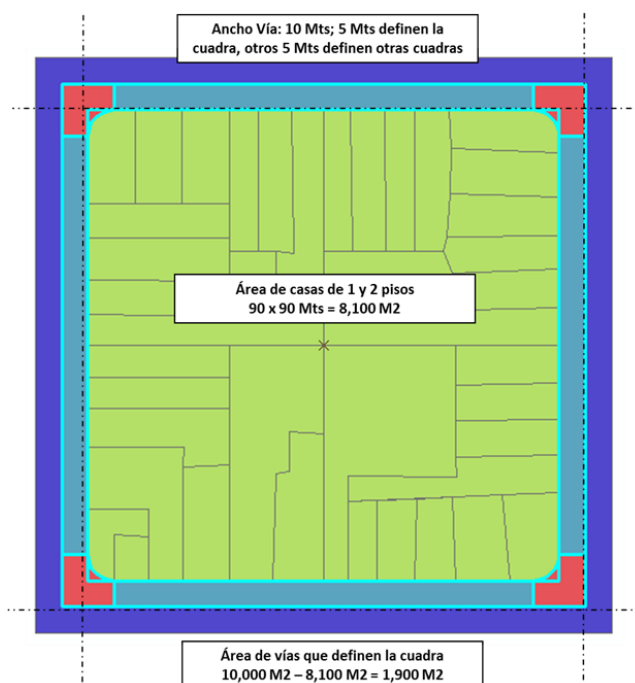 Ancho Vía: 10 Mts; 5 Mts definen la
cuadra, otros 5 Mts definen otras cuadras
Área de casas de 1 y 2 pisos
90 x 90 Mts = 8,100 M2
Área de vías que definen la cuadra
10,000 M2 – 8,100 M2 = 1,900 M2